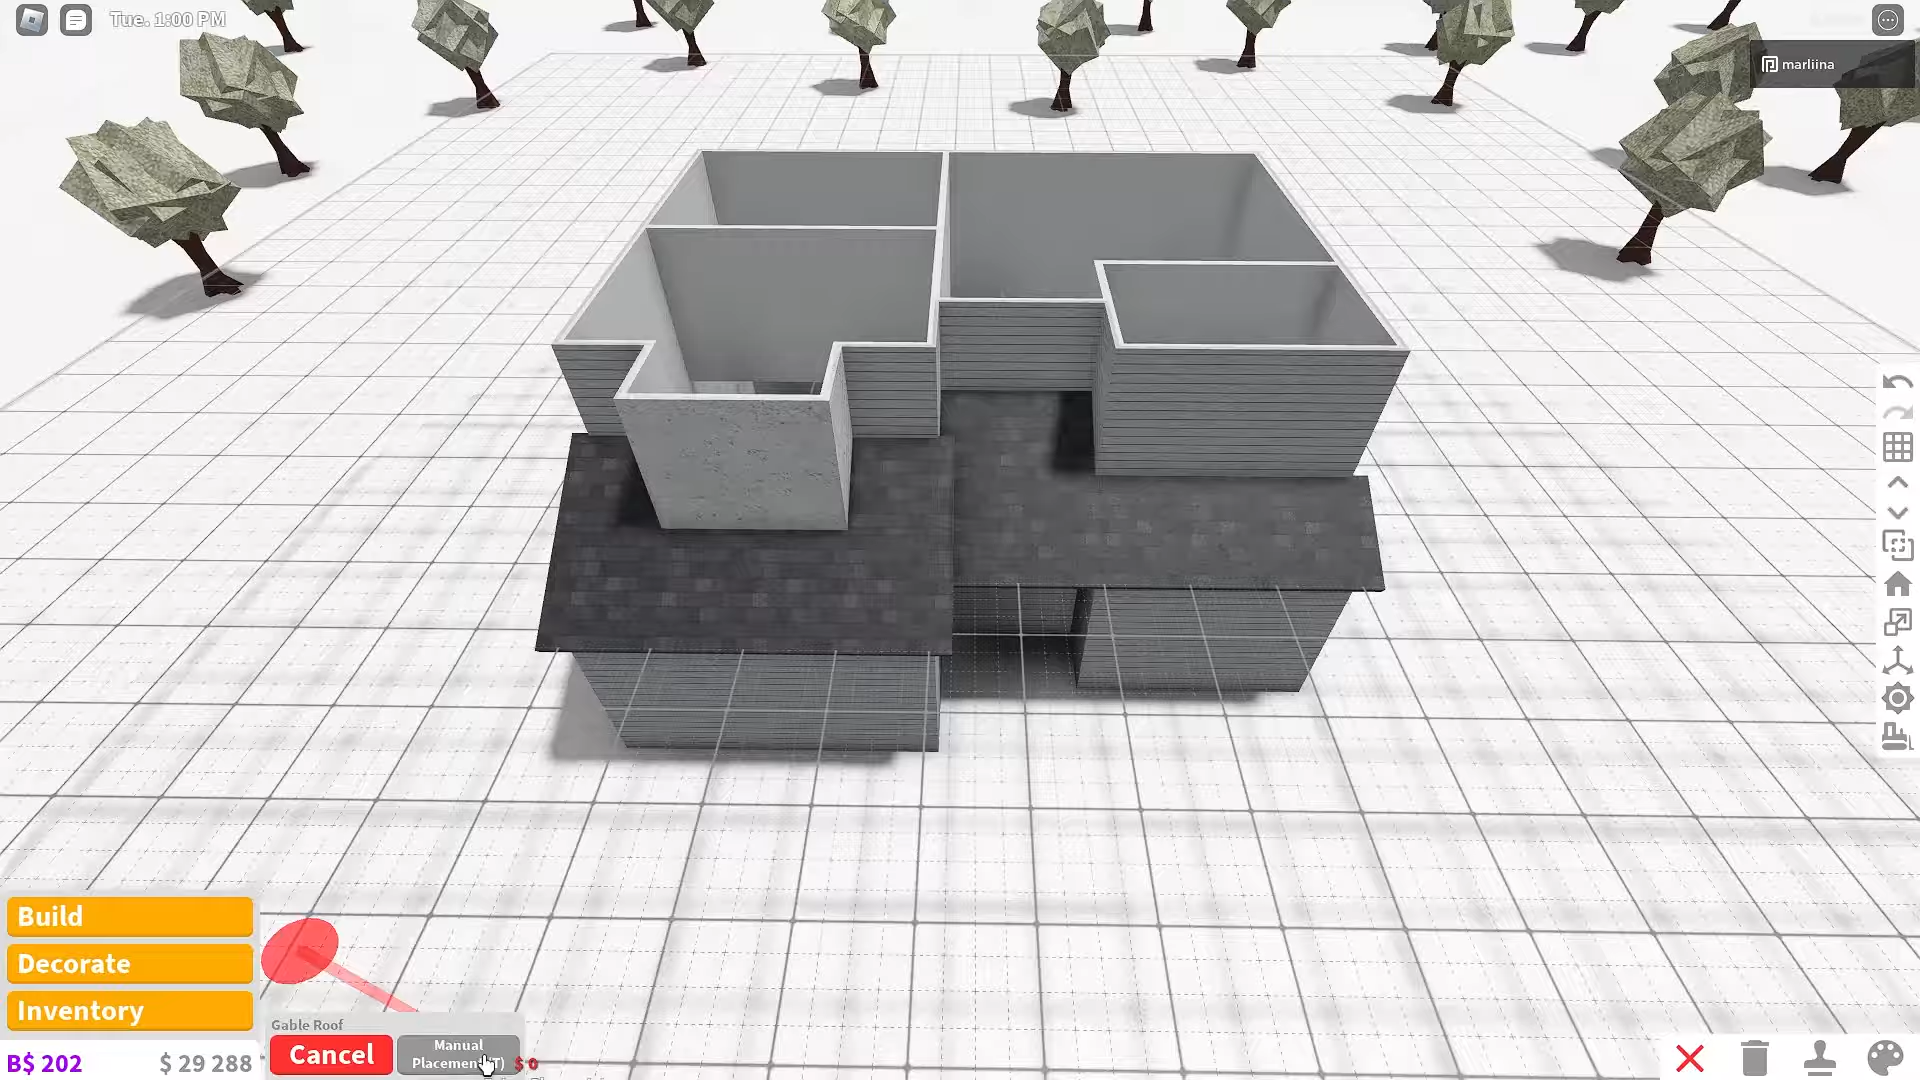 Tue. 1:00 PM
marliina
Build
Decorate
Inventory
B$ 202
$ 29 288
Gable Roof
Cancel
Manual
$ 0